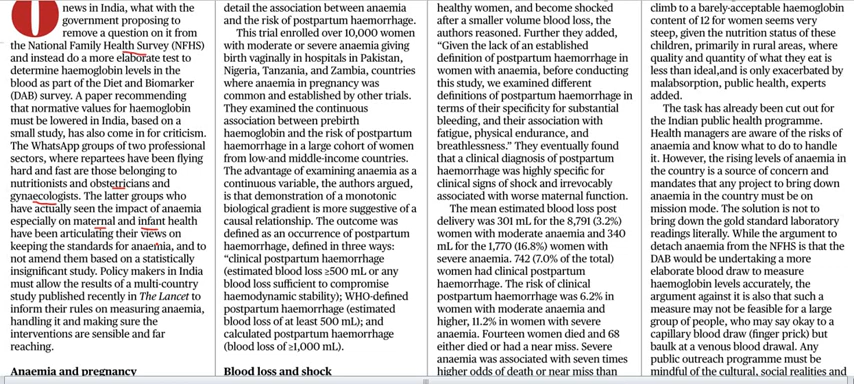 news in India, what with the
government proposing to
remove a question on it from
the National Family Health Survey (NFHS)
and instead do a more elaborate test to
determine haemoglobin levels in the
blood as part of the Diet and Biomarker
(DAB) survey. A paper recommending
that normative values for haemoglobin
must be lowered in India, based on a
small study, has also come in for criticism.
The WhatsApp groups of two professional
sectors, where repartees have been flying
hard and fast are those belonging to
nutritionists and obstetricians and
gynaecologists. The latter groups who
have actually seen the impact of anaemia
especially on maternal and infant health
have been articulating their views on
keeping the standards for anaemia, and to
not amend them based on a statistically
insignificant study. Policy makers in India
must allow the results of a multi-country
study published recently in The Lancet to
inform their rules on measuring anaemia,
handling it and making sure the
interventions are sensible and far
reaching.
Anaemia and pregnancy
detail the association between anaemia
and the risk of postpartum haemorrhage.
This trial enrolled over 10,000 women
with moderate or severe anaemia giving
birth vaginally in hospitals in Pakistan,
Nigeria, Tanzania, and Zambia, countries
where anaemia in pregnancy was
common and established by other trials.
They examined the continuous
association between prebirth
haemoglobin and the risk of postpartum
haemorrhage in a large cohort of women
from low-and middle-income countries.
The advantage of examining anaemia as a
continuous variable, the authors argued,
is that demonstration of a monotonic
biological gradient is more suggestive of a
causal relationship. The outcome was
defined as an occurrence of postpartum
haemorrhage, defined in three ways:
“clinical postpartum haemorrhage
(estimated blood loss ≥500 mL or any
blood loss sufficient to compromise
haemodynamic stability); WHO-defined
postpartum haemorrhage (estimated
blood loss of at least 500 mL); and
calculated postpartum haemorrhage
(blood loss of ≥1,000 mL).
Blood loss and shock
healthy women, and become shocked
after a smaller volume blood loss, the
authors reasoned. Further they added,
“Given the lack of an established
definition of postpartum haemorrhage in
women with anaemia, before conducting
this study, we examined different
definitions of postpartum haemorrhage in
terms of their specificity for substantial
bleeding, and their association with
fatigue, physical endurance, and
breathlessness.” They eventually found
that a clinical diagnosis of postpartum
haemorrhage was highly specific for
clinical signs of shock and irrevocably
associated with worse maternal function.
The mean estimated blood loss post
delivery was 301 mL for the 8,791 (3.2%)
women with moderate anaemia and 340
mL for the 1,770 (16.8%) women with
severe anaemia. 742 (7.0% of the total)
women had clinical postpartum
haemorrhage. The risk of clinical
postpartum haemorrhage was 6.2% in
women with moderate anaemia and
higher, 11.2% in women with severe
anaemia. Fourteen women died and 68
either died or had a near miss. Severe
anaemia was associated with seven times
higher odds of death or near miss than
climb to a barely-acceptable haemoglobin
content of 12 for women seems very
steep, given the nutrition status of these
children, primarily in rural areas, where
quality and quantity of what they eat is
less than ideal,and is only exacerbated by
malabsorption, public health, experts
added.
The task has already been cut out for
the Indian public health programme.
Health managers are aware of the risks of
anaemia and know what to do to handle
it. However, the rising levels of anaemia in
the country is a source of concern and
mandates that any project to bring down
anaemia in the country must be on
mission mode. The solution is not to
bring down the gold standard laboratory
readings literally. While the argument to
detach anaemia from the NFHS is that the
DAB would be undertaking a more
elaborate blood draw to measure
haemoglobin levels accurately, the
argument against it is also that such a
measure may not be feasible for a large
group of people, who may say okay to a
capillary blood draw (finger prick) but
baulk at a venous blood drawal. Any
public outreach programme must be
mindful of the cultural, social realities and